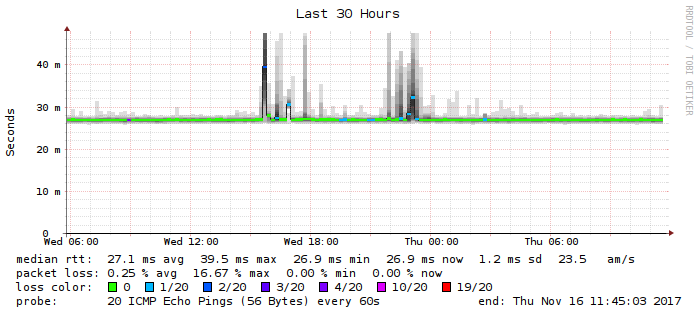 Last 30 Hours
RRDTOOL / TOBI OETIKER
Seconds
40 m
30 m
20 m
10 m
0
Wed 06:00 Wed 12:00 Wed 18:00 Thu 00:00 Thu 06:00
median rtt: 27.1 ms avg 39.5 ms max 26.9 ms min 26.9 ms now 1.2 ms sd 23.5 am/s
packet loss: 0.25 % avg 16.67 % max 0.00 % min 0.00 % now
loss color: 0 1/20 2/20 3/20 4/20 10/20 19/20
probe: 20 ICMP Echo Pings (56 Bytes) every 60s end: Thu Nov 16 11:45:03 2017